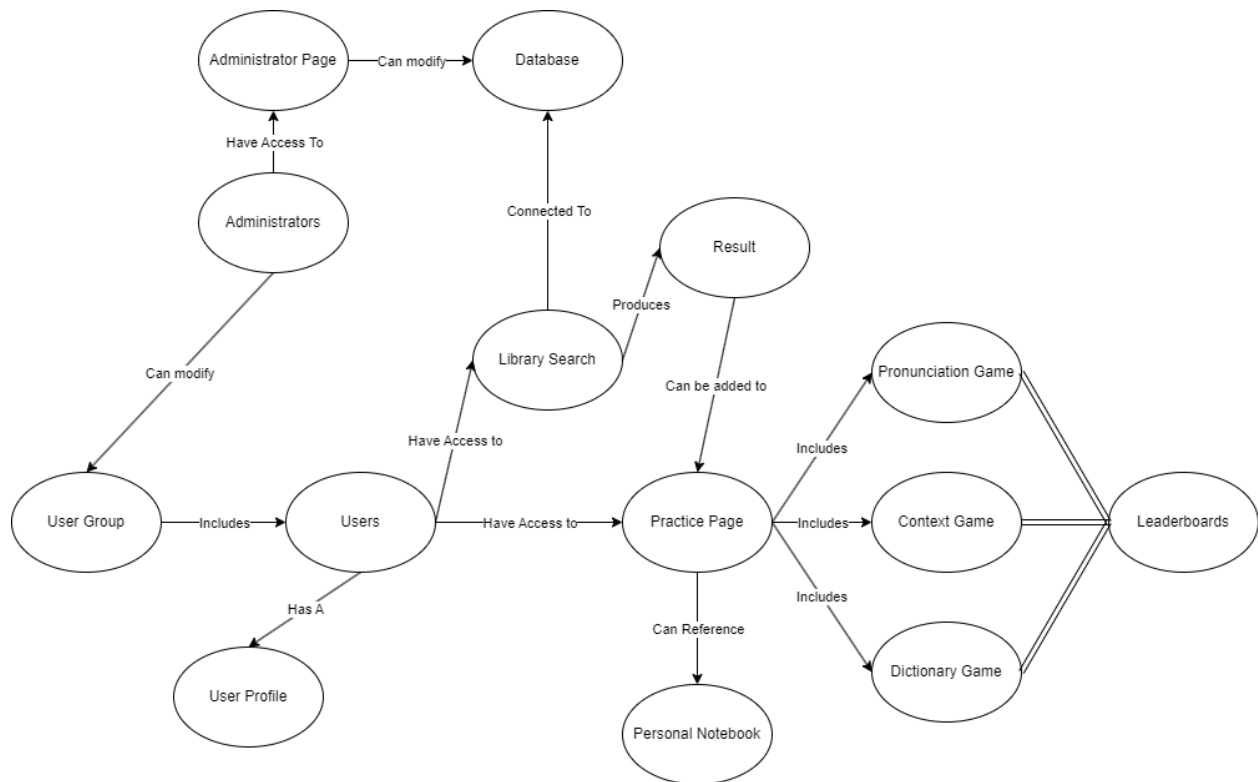 Administrator Page
Can modify
Database
Have Access To
Administrators
Connected To
Result
Produces
Library Search
Can modify
Pronunciation Game
Can be added to
Have Access to
Includes
User Group
Includes
Users
Have Access to
Practice Page
Includes
Context Game
Leaderboards
Has A
Includes
Can Reference
User Profile
Dictionary Game
Personal Notebook